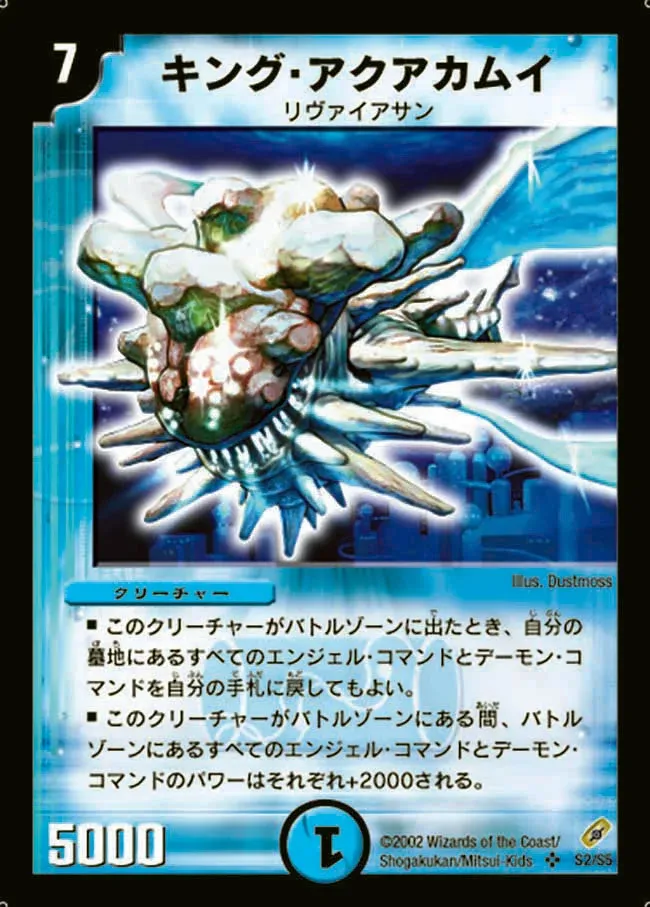 7
キング・アクアカムイ
リヴァイアサン
Illus. Dustmoss
クリーチャー
■ このクリーチャーがバトルゾーンに出たとき、自分の
墓地にあるすべてのエンジェル・コマンドとデーモン・コ
マンドを自分の手札に戻してもよい。
■ このクリーチャーがバトルゾーンにある間、バトル
ゾーンにあるすべてのエンジェル・コマンドとデーモン・
コマンドのパワーはそれぞれ+2000される。
5000
1
©2002 Wizards of the Coast/
Shogakukan/Mitsui-Kids
S2/S5